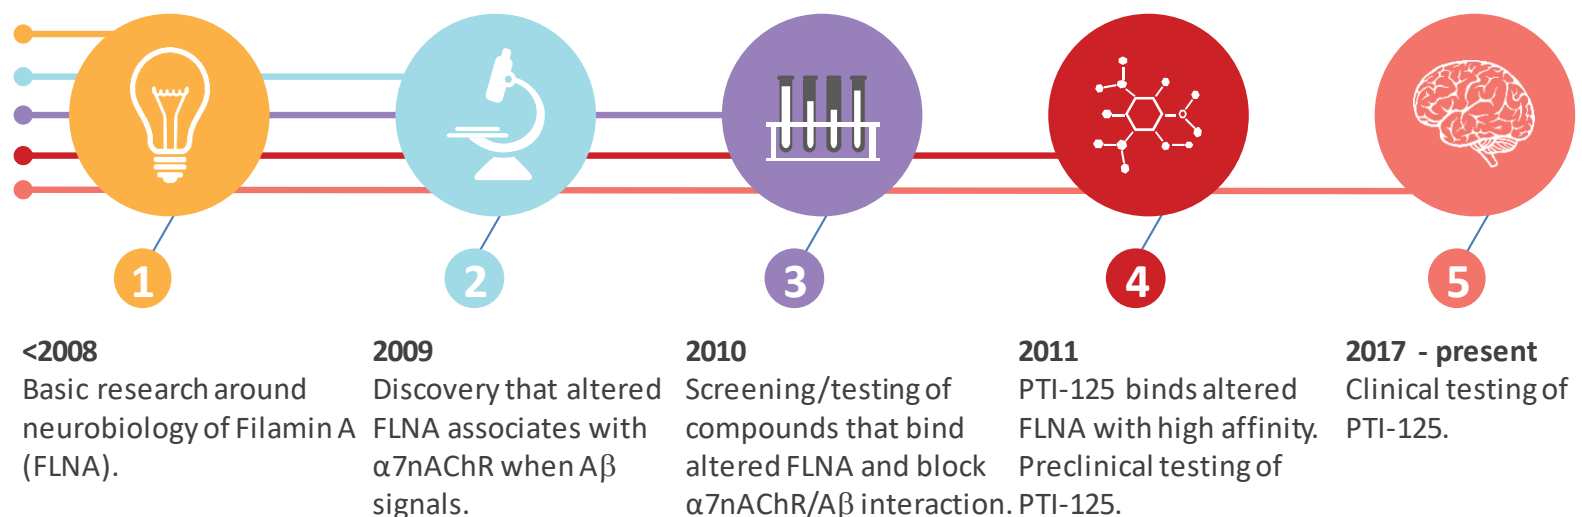 1
2
3
4
5
<2008
Basic research around
neurobiology of Filamin A
(FLNA).
2009
Discovery that altered
FLNA associates with
α7nAChR when Aβ
signals.
2010
Screening/testing of
compounds that bind
altered FLNA and block
α7nAChR/Aβ interaction.
2011
PTI-125 binds altered
FLNA with high affinity.
Preclinical testing of
PTI-125.
2017 - present
Clinical testing of
PTI-125.